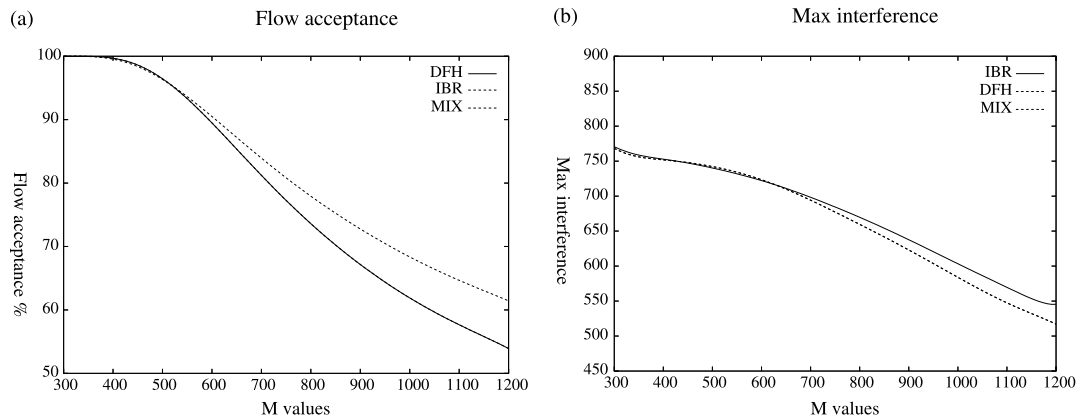 (a)
Flow acceptance
100
90
80
70
60
50
Flow acceptance %
DFH
IBR
MIX
300 400 500 600 700 800 900 1000 1100 1200
M values
(b)
Max interference
900
850
800
750
700
650
600
550
500
450
Max interference
IBR
DFH
MIX
300 400 500 600 700 800 900 1000 1100 1200
M values